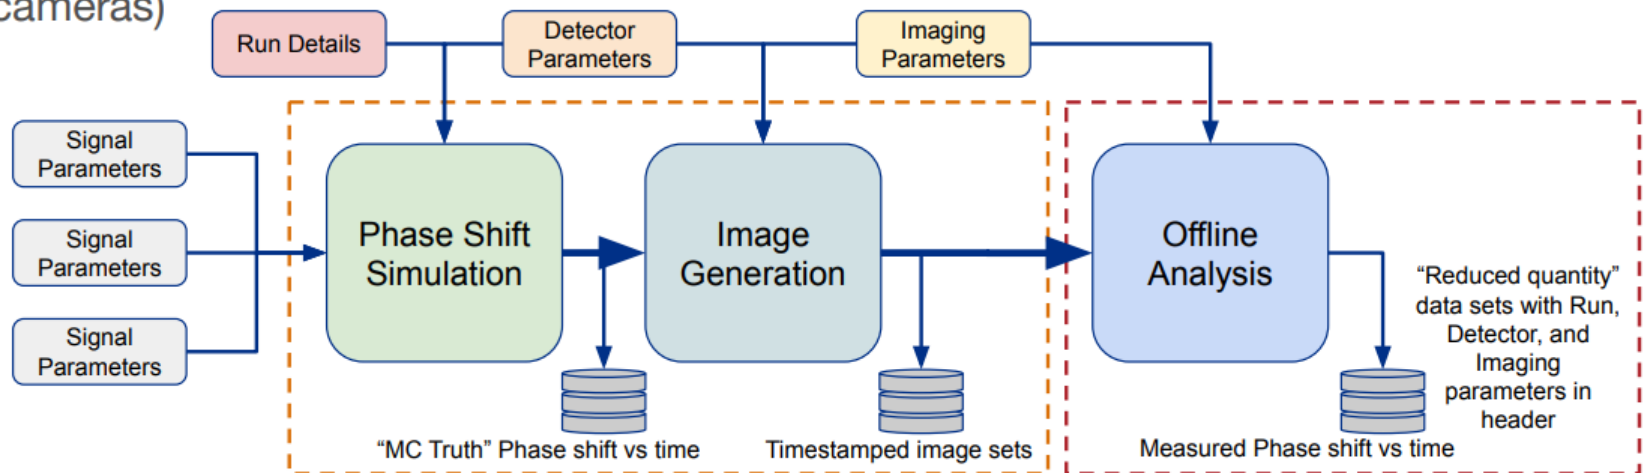 cameras)
Run Details
Detector
Parameters
Imaging
Parameters
Signal
Parameters
Signal
Parameters
Signal
Parameters
Phase Shift
Simulation
Image
Generation
Offline
Analysis
“Reduced quantity”
data sets with Run,
Detector, and
Imaging
parameters in
header
“MC Truth” Phase shift vs time
Timestamped image sets
Measured Phase shift vs time